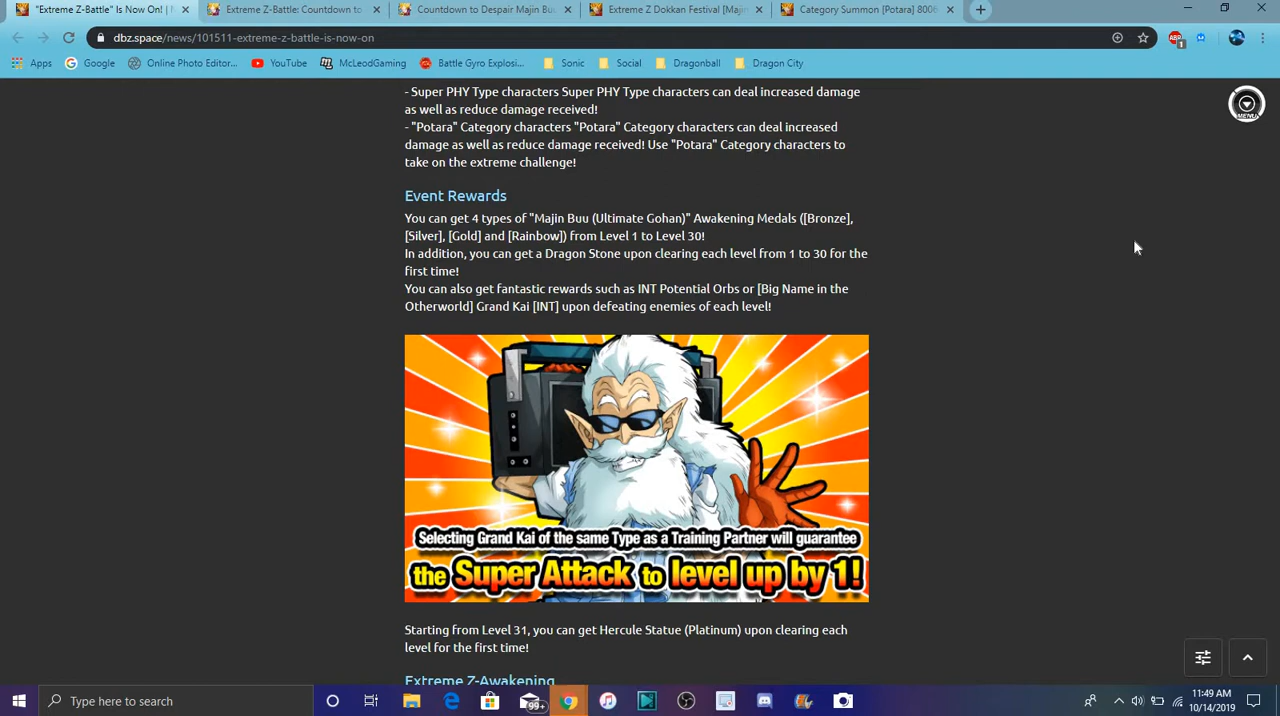 "Extreme Z-Battle" Is Now On! | N
Extreme Z-Battle: Countdown to
Countdown to Despair Majin Buu
Extreme Z Dokkan Festival [Majin
Category Summon [Potara] 8006
dbz.space/news/101511-extreme-z-battle-is-now-on
ABP
1
Apps
Google
Online Photo Editor...
YouTube
McLeodGaming
Battle Gyro Explosi...
Sonic
Social
Dragonball
Dragon City
MENU
- Super PHY Type characters Super PHY Type characters can deal increased damage
as well as reduce damage received!
- "Potara" Category characters "Potara" Category characters can deal increased
damage as well as reduce damage received! Use "Potara" Category characters to
take on the extreme challenge!
Event Rewards
You can get 4 types of "Majin Buu (Ultimate Gohan)" Awakening Medals ([Bronze],
[Silver], [Gold] and [Rainbow]) from Level 1 to Level 30!
In addition, you can get a Dragon Stone upon clearing each level from 1 to 30 for the
first time!
You can also get fantastic rewards such as INT Potential Orbs or [Big Name in the
Otherworld] Grand Kai [INT] upon defeating enemies of each level!
Selecting Grand Kai of the same Type as a Training Partner will guarantee
the Super Attack to level up by 1!
Starting from Level 31, you can get Hercule Statue (Platinum) upon clearing each
level for the first time!
Extreme Z-Awakening
Type here to search
99+
11:49 AM
10/14/2019